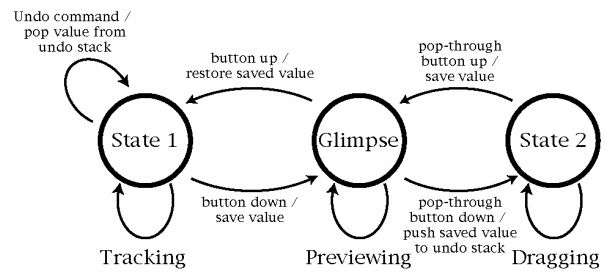 Undo command /
pop value from
undo stack
button up /
restore saved value
pop-through
button up /
save value
State 1
Glimpse
State 2
button down /
save value
pop-through
button down /
push saved value
to undo stack
Tracking
Previewing
Dragging